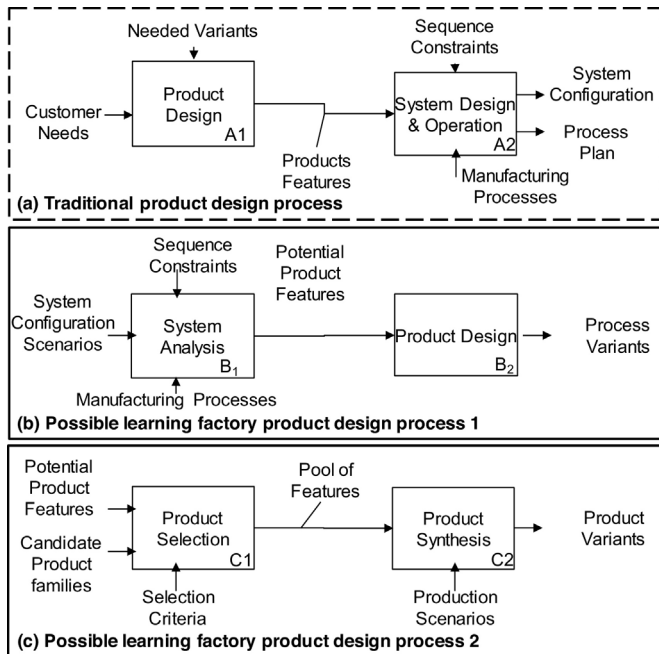 Needed Variants
Product
Design
A1
Customer
Needs
Products
Features
Sequence
Constraints
System Design
& Operation
A2
System
Configuration
Process
Plan
Manufacturing
Processes
(a) Traditional product design process
Sequence
Constraints
System
Configuration
Scenarios
System
Analysis
B1
Manufacturing Processes
Potential
Product
Features
Product Design
B2
Process
Variants
(b) Possible learning factory product design process 1
Potential
Product
Features
Candidate
Product
families
Product
Selection
C1
Selection
Criteria
Pool of
Features
Product
Synthesis
C2
Production
Scenarios
Product
Variants
(c) Possible learning factory product design process 2